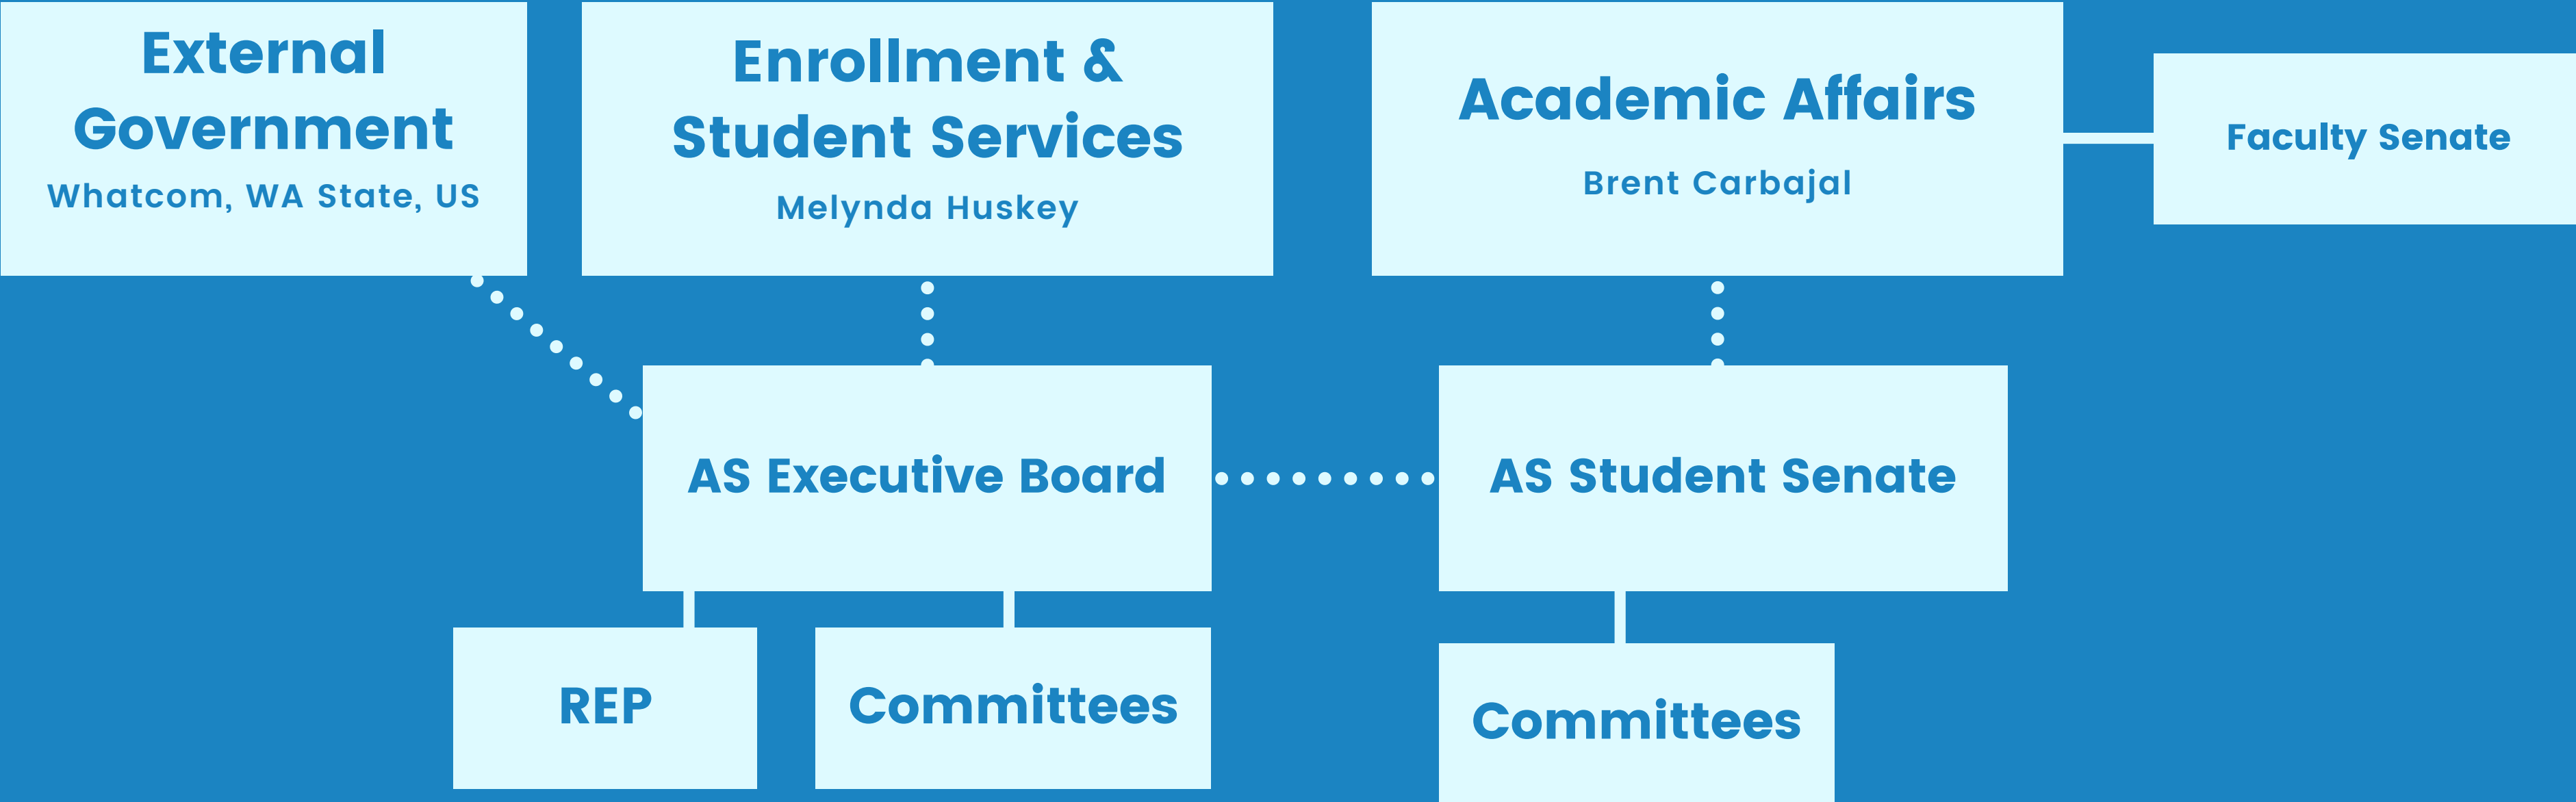 External
Government
Whatcom, WA State, US
Enrollment &
Student Services
Melynda Huskey
Academic Affairs
Brent Carbajal
Faculty Senate
AS Executive Board
AS Student Senate
REP
Committees
Committees